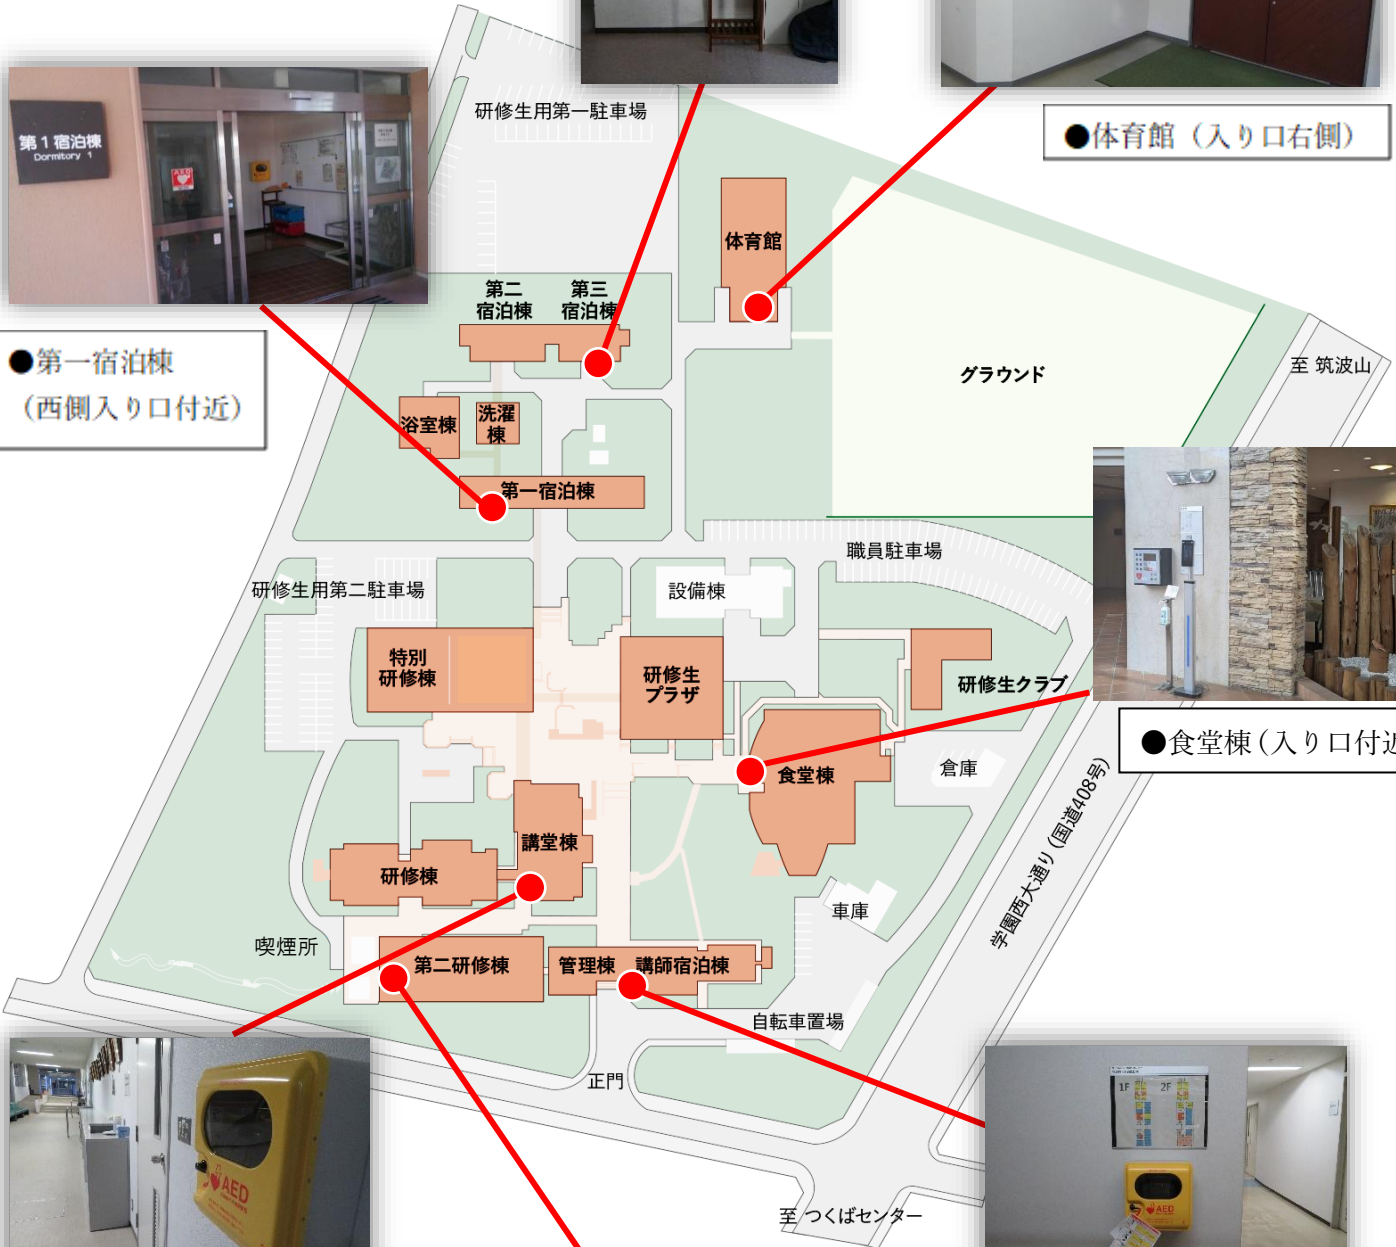 第１宿泊棟
Dormitory 1
AED
●体育館（入り口右側）
●第一宿泊棟
（西側入り口付近）
研修生用第一駐車場
体育館
第二
宿泊棟
第三
宿泊棟
グラウンド
至 筑波山
浴室棟
洗濯
棟
第一宿泊棟
職員駐車場
研修生用第二駐車場
設備棟
特別
研修棟
研修生
プラザ
研修生クラブ
●食堂棟（入り口付近
食堂棟
倉庫
学園西大通り（国道408号）
講堂棟
研修棟
車庫
喫煙所
第二研修棟
管理棟
講師宿泊棟
自転車置場
正門
至 つくばセンター
AED
1F
2F
AED